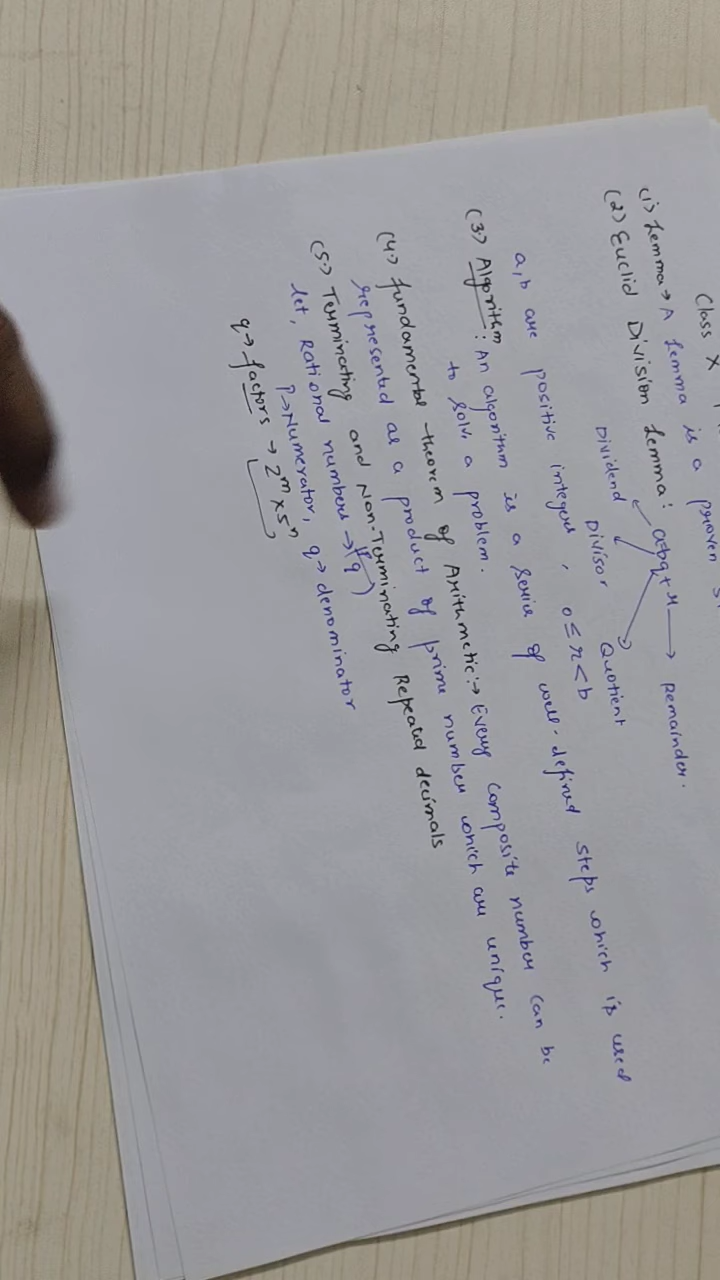 Class X
(1) Lemma → A Lemma is a proven
(2) Euclid Division Lemma: a=bq+r → Remainder.
Dividend Divisor Quotient
a,b are positive integers, 0≤r<b
(3) Algorithm: An algorithm is a serie of well-defined steps which is used
to solve a problem.
(4) fundamental theorem of Arithmetic:→ Every composite number can be
represented as a product of prime number which are unique.
(5) Terminating and Non-Terminating Repeated decimals
let, Rational numbers → (p/q)
p→Numerator, q→denominator
q→factors → 2^m×5^n